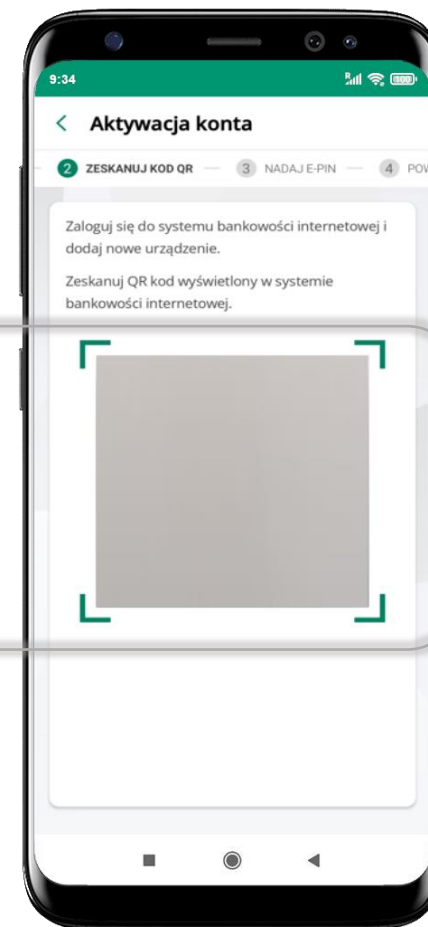 9:34
Aktywacja konta
2 ZESKANUJ KOD QR 3 NADAJ E-PIN 4 POW
Zaloguj się do systemu bankowości internetowej i
dodaj nowe urządzenie.
Zeskanuj QR kod wyświetlony w systemie
bankowości internetowej.